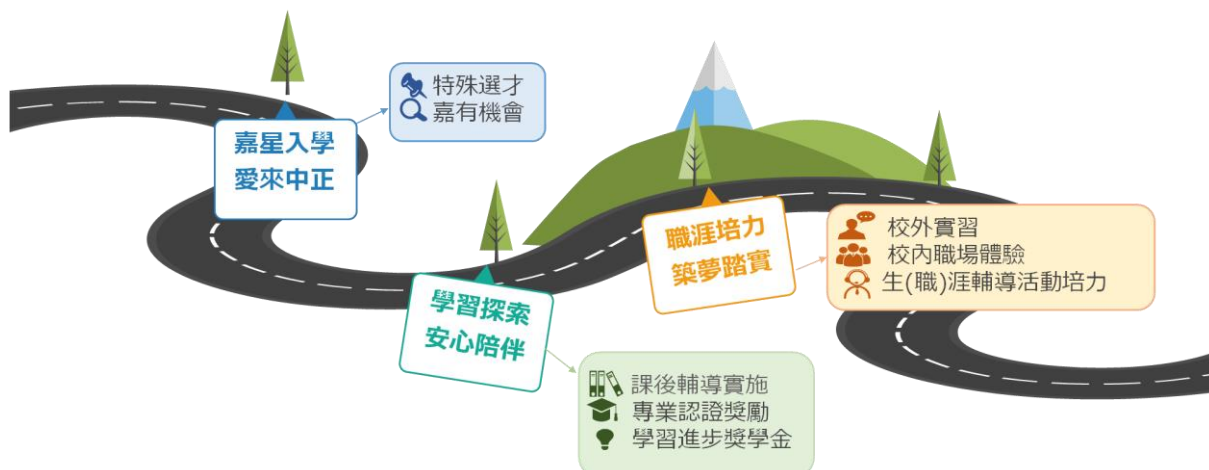 嘉星入學
愛來中正
特殊選才
嘉有機會
學習探索
安心陪伴
課後輔導實施
專業認證獎勵
學習進步獎學金
職涯培力
築夢踏實
校外實習
校內職場體驗
生(職)涯輔導活動培力